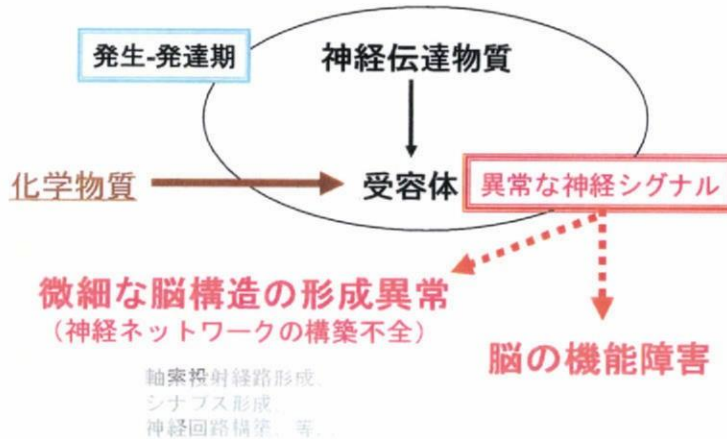 発生-発達期
神経伝達物質
化学物質
受容体
異常な神経シグナル
微細な脳構造の形成異常
(神経ネットワークの構築不全)
脳の機能障害
軸索投射経路形成、
シナプス形成、
神経回路構築、等、